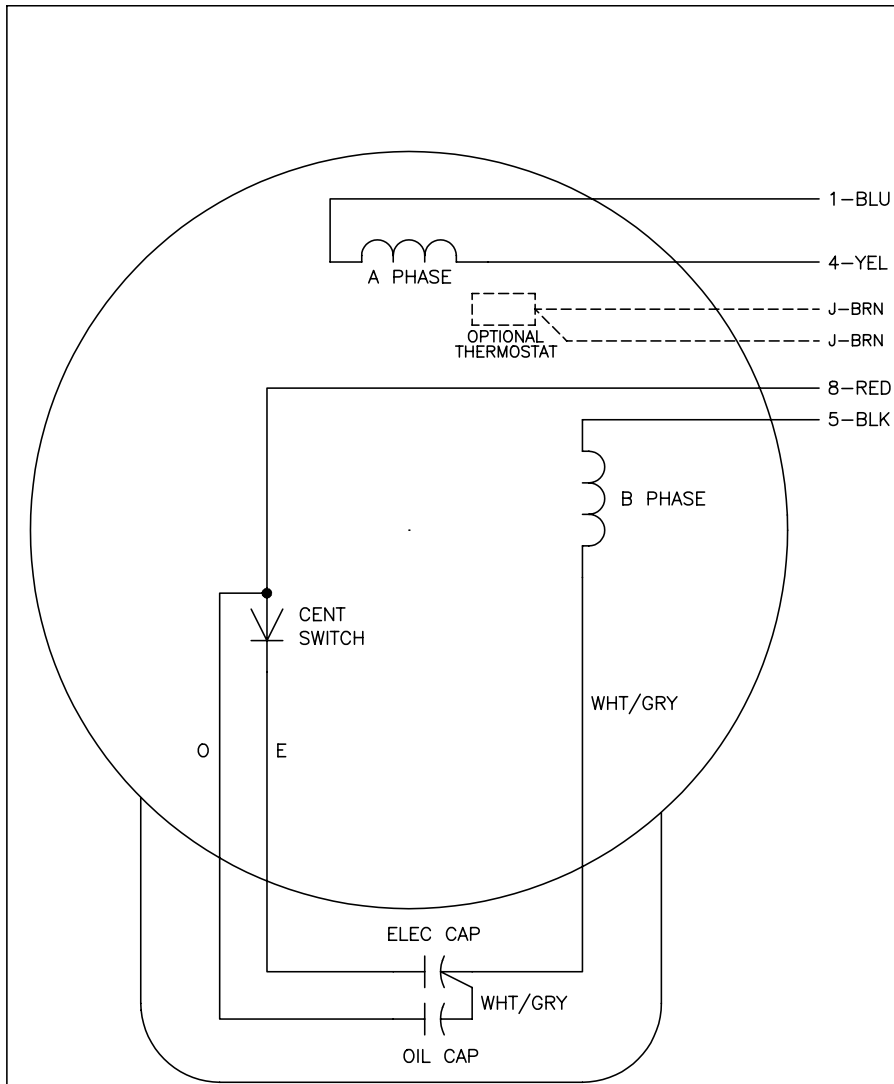 1-BLU
A PHASE
4-YEL
J-BRN
OPTIONAL
THERMOSTAT
J-BRN
8-RED
5-BLK
B PHASE
CENT
SWITCH
WHT/GRY
O
E
ELEC CAP
WHT/GRY
OIL CAP